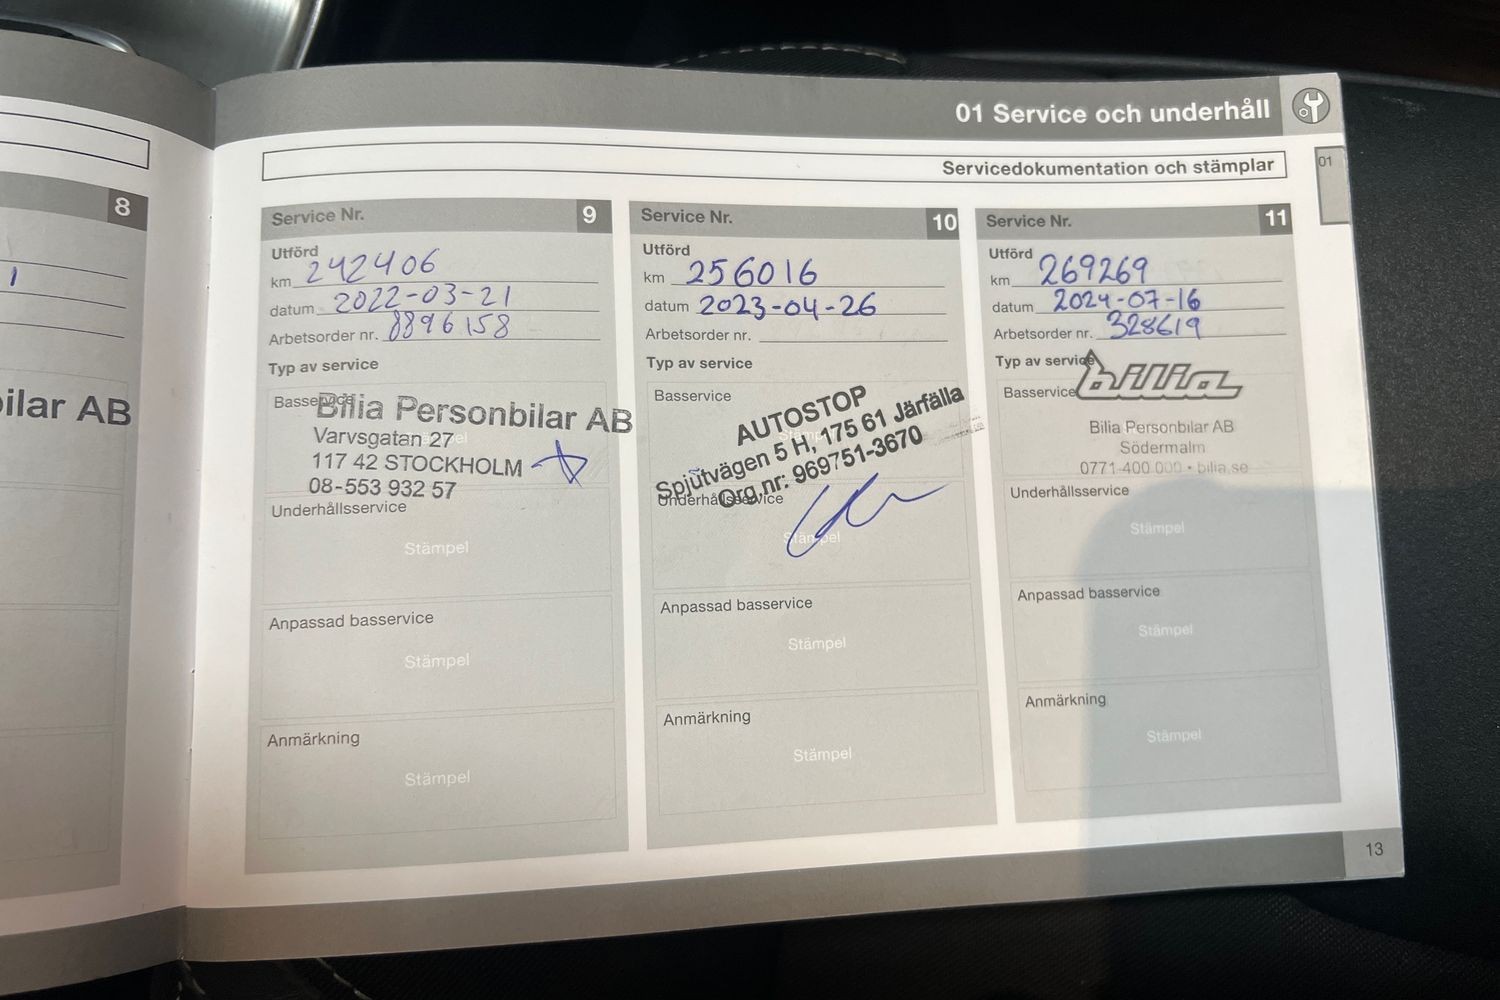 01 Service och underhåll
Servicedokumentation och stämplar
01
8
1
ilar AB
Service Nr. 9
Utförd
km 242406
datum 2022-03-21
Arbetsorder nr. 8896158
Typ av service
Basservice
Bilia Personbilar AB
Varvsgatan 27
117 42 STOCKHOLM
08-553 932 57
Underhållsservice
Stämpel
Anpassad basservice
Stämpel
Anmärkning
Stämpel
Service Nr. 10
Utförd
km 256016
datum 2023-04-26
Arbetsorder nr.
Typ av service
Basservice
AUTOSTOP
Spjutvägen 5 H, 175 61 Järfälla
Org.nr: 969751-3670
Underhållsservice
Stämpel
Anpassad basservice
Stämpel
Anmärkning
Stämpel
Service Nr. 11
Utförd
km 269269
datum 2024-07-16
Arbetsorder nr. 328619
Typ av service
Basservice
bilia
Bilia Personbilar AB
Södermalm
0771-400 000 • bilia.se
Underhållsservice
Stämpel
Anpassad basservice
Stämpel
Anmärkning
Stämpel
13